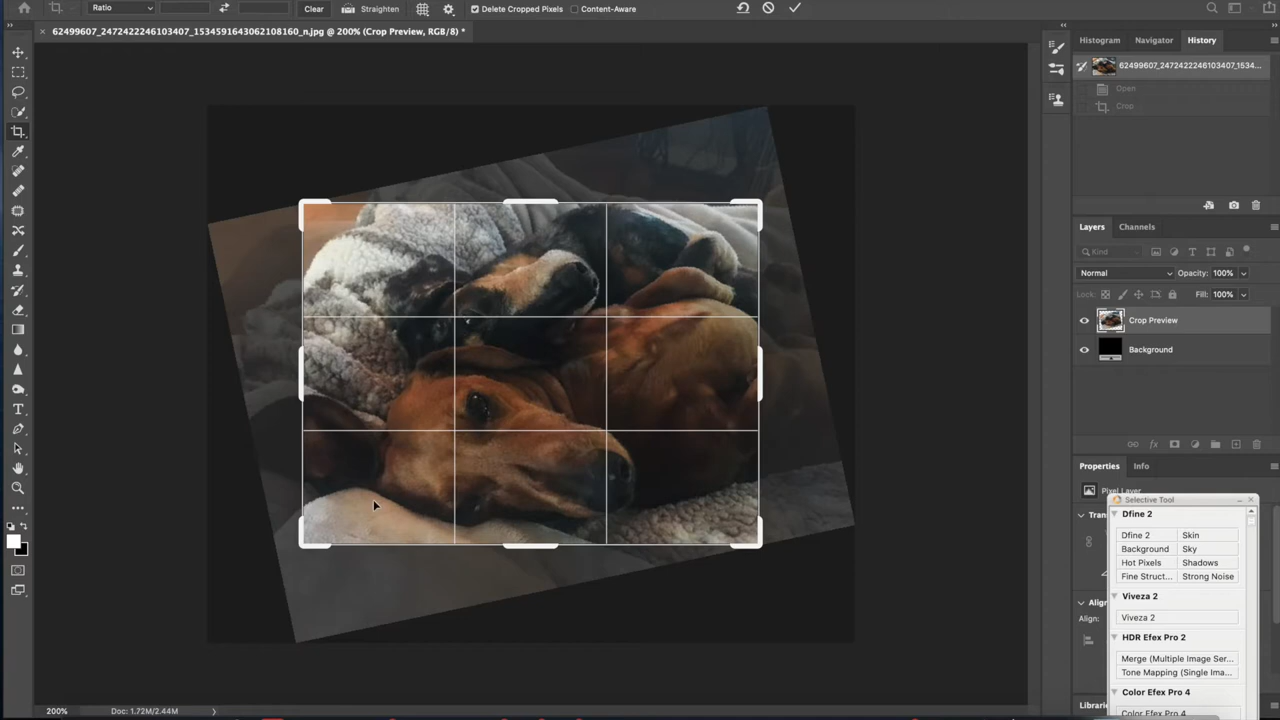 Ratio Clear Straighten Delete Cropped Pixels Content-Aware
62499607_2472422246103407_1534591643062108160_n.jpg @ 200% (Crop Preview, RGB/8) *
Histogram Navigator History
62499607_2472422246103407_1534...
Open
Crop
Layers Channels
Kind
Normal Opacity: 100%
Lock: Fill: 100%
Crop Preview
Background
Properties Info
Pixel Layer
Selective Tool
Tran
Dfine 2
Dfine 2 Skin
Background Sky
Hot Pixels Shadows
Fine Struct... Strong Noise
Viveza 2
Align
Align:
Viveza 2
HDR Efex Pro 2
Merge (Multiple Image Ser...
Tone Mapping (Single Ima...
Color Efex Pro 4
Librari
Color Efex Pro 4
200% Doc: 1.72M/2.44M